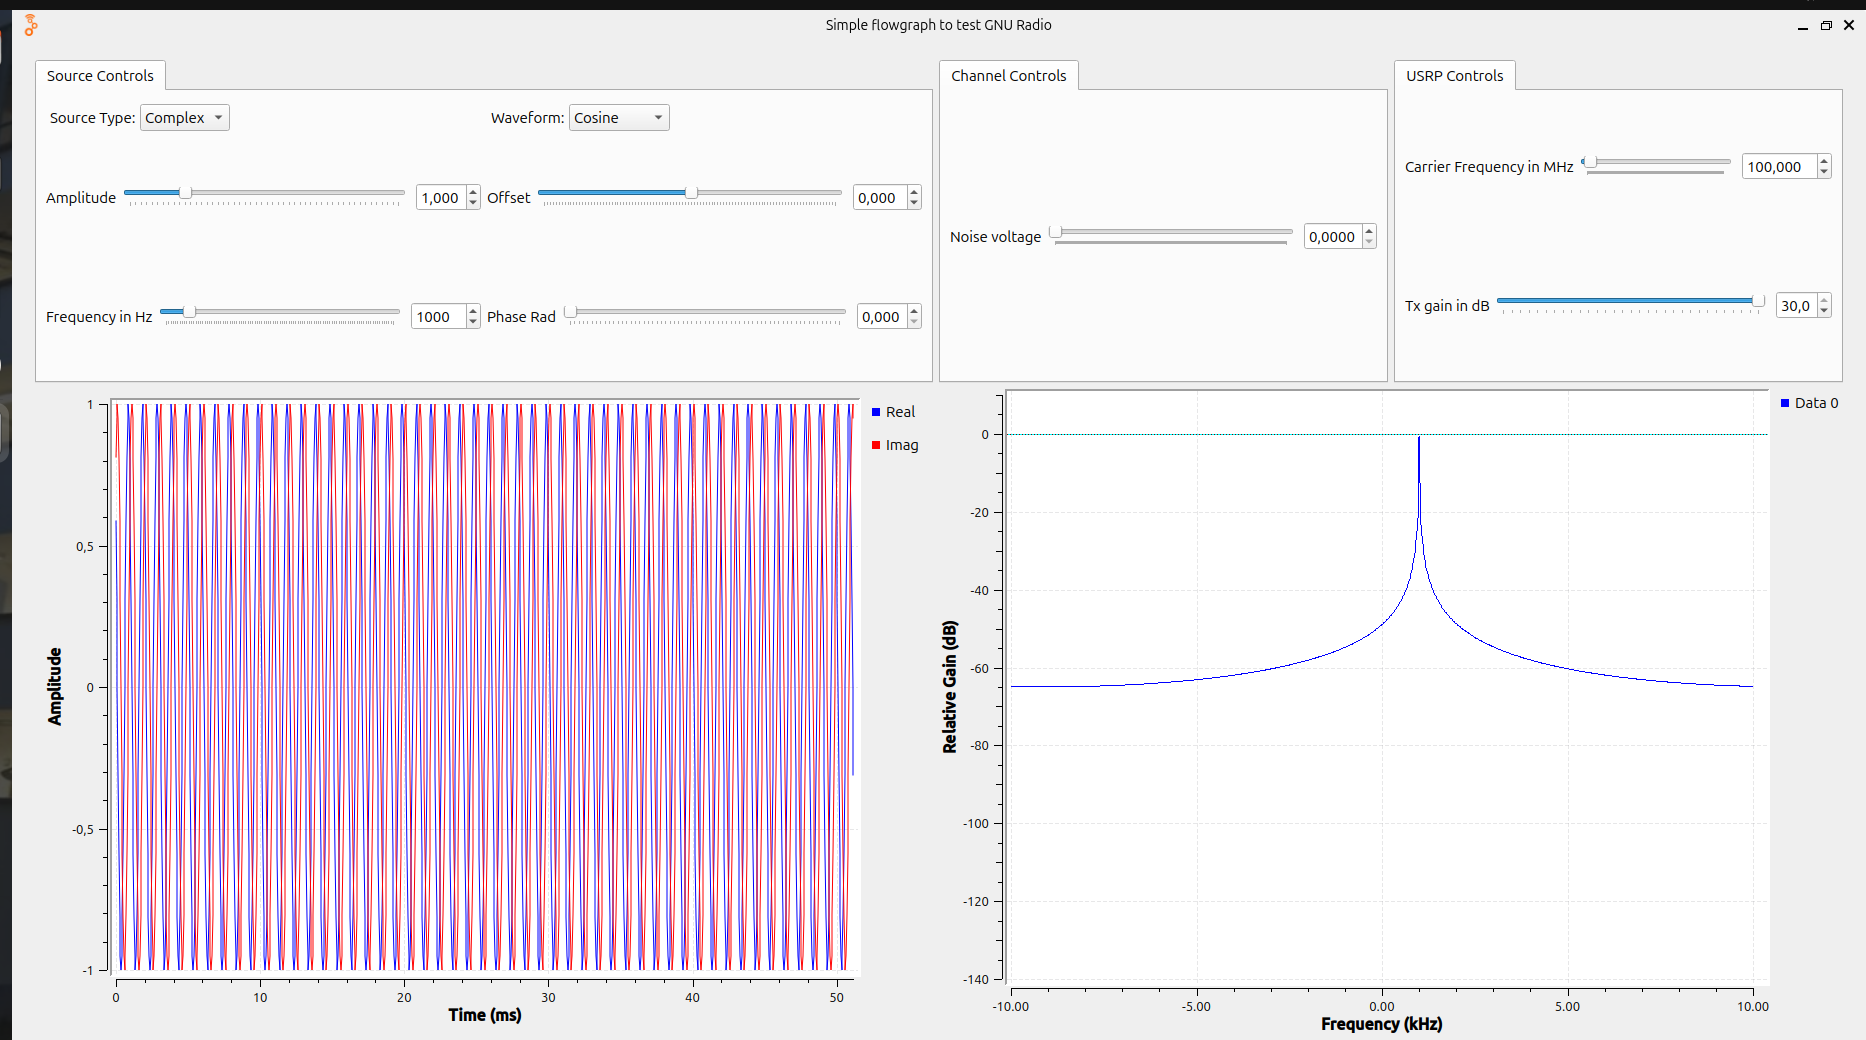 Simple flowgraph to test GNU Radio
Source Controls
Channel Controls
USRP Controls
Source Type: Complex
Waveform: Cosine
Carrier Frequency in MHz 100,000
Amplitude 1,000
Offset 0,000
Noise voltage 0,0000
Tx gain in dB 30,0
Frequency in Hz 1000
Phase Rad 0,000
1
0,5
0
-0,5
-1
Amplitude
0 10 20 30 40 50
Time (ms)
Real
Imag
0
-20
-40
-60
-80
-100
-120
-140
Relative Gain (dB)
-10.00 -5.00 0.00 5.00 10.00
Frequency (kHz)
Data 0